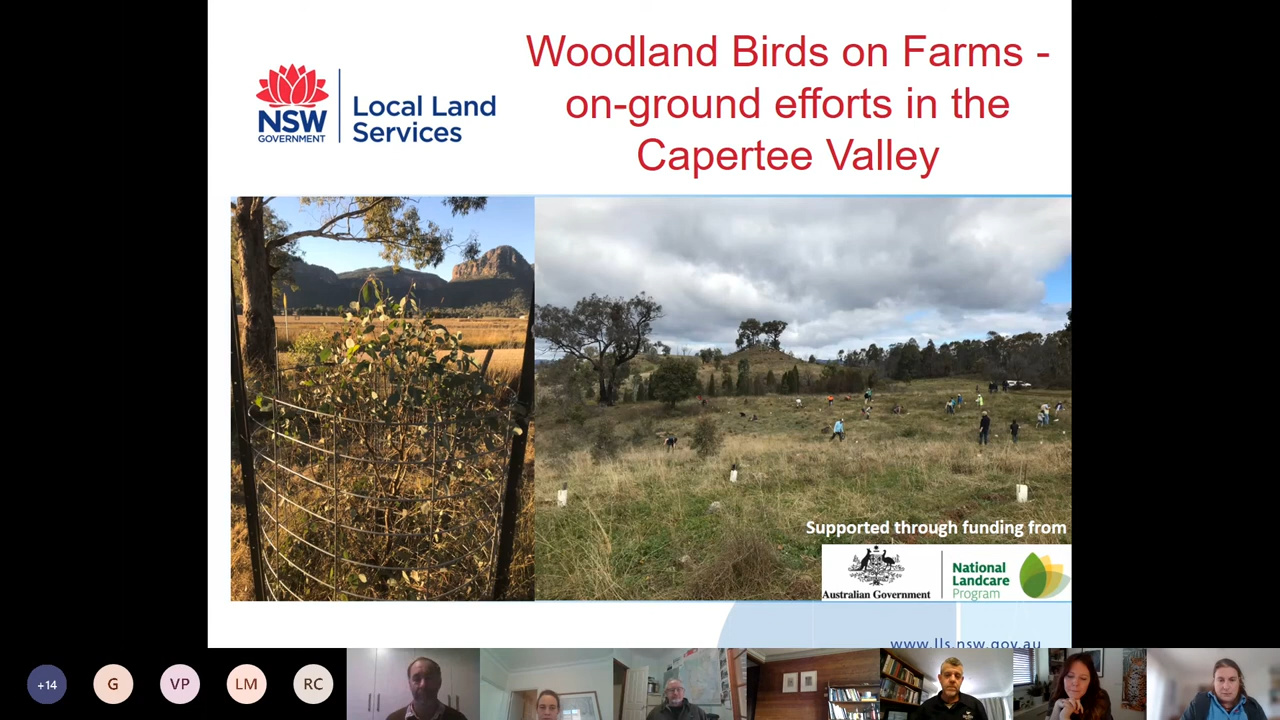 Woodland Birds on Farms -
on-ground efforts in the
Capertee Valley
NSW
GOVERNMENT
Local Land
Services
Supported through funding from
Australian Government
National
Landcare
Program
www.lls.nsw.gov.au
+14
G
VP
LM
RC